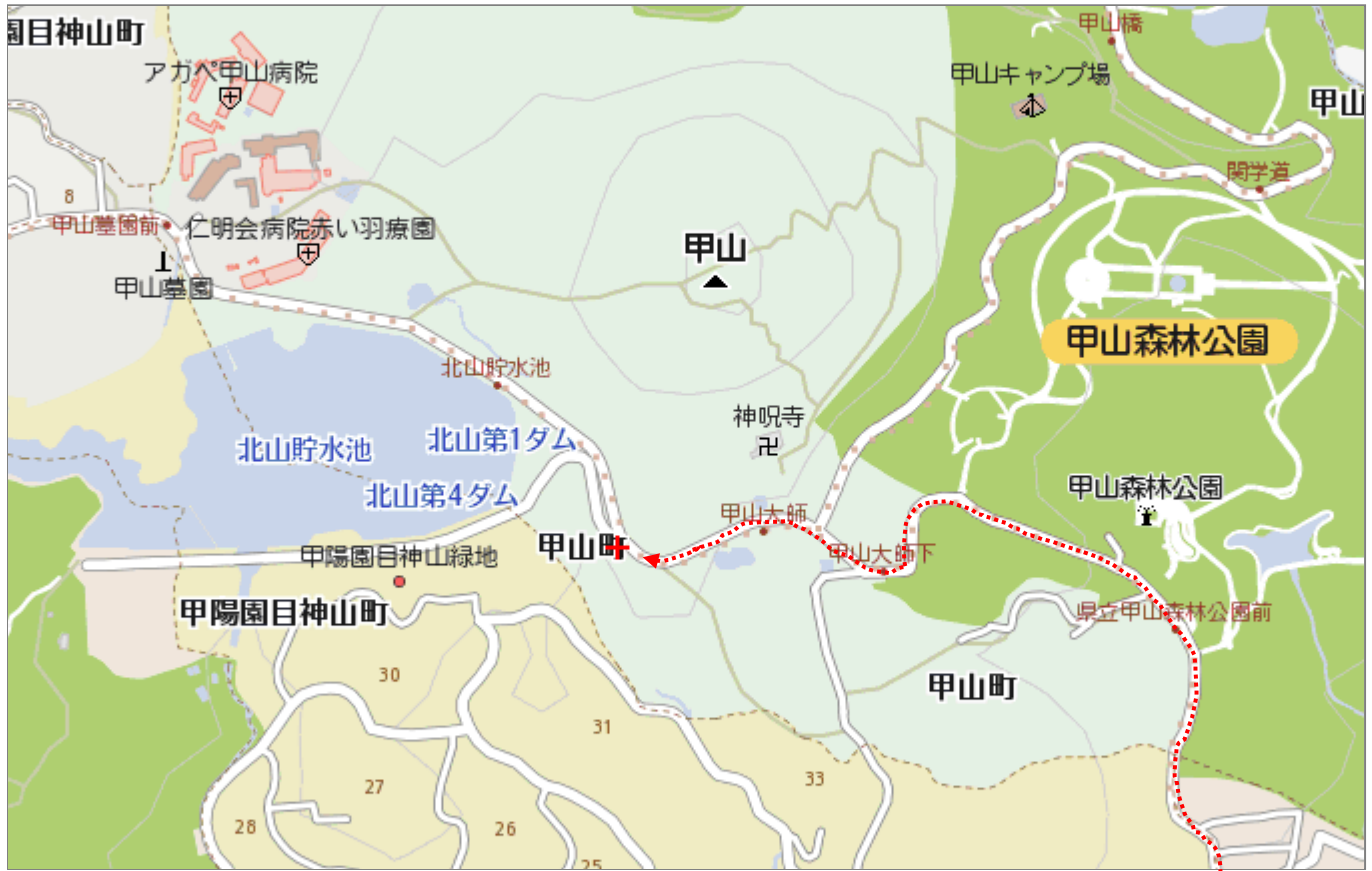 園目神山町
アガペ甲山病院
甲山橋
甲山キャンプ場
甲山
関学道
8
甲山墓園前
仁明会病院赤い羽療園
甲山
甲山墓園
甲山森林公園
北山貯水池
神呪寺
北山貯水池
北山第1ダム
北山第4ダム
甲山森林公園
甲山大師
甲山町
甲陽園目神山緑地
甲山大師下
甲陽園目神山町
県立甲山森林公園前
30
甲山町
31
33
27
28
26
25